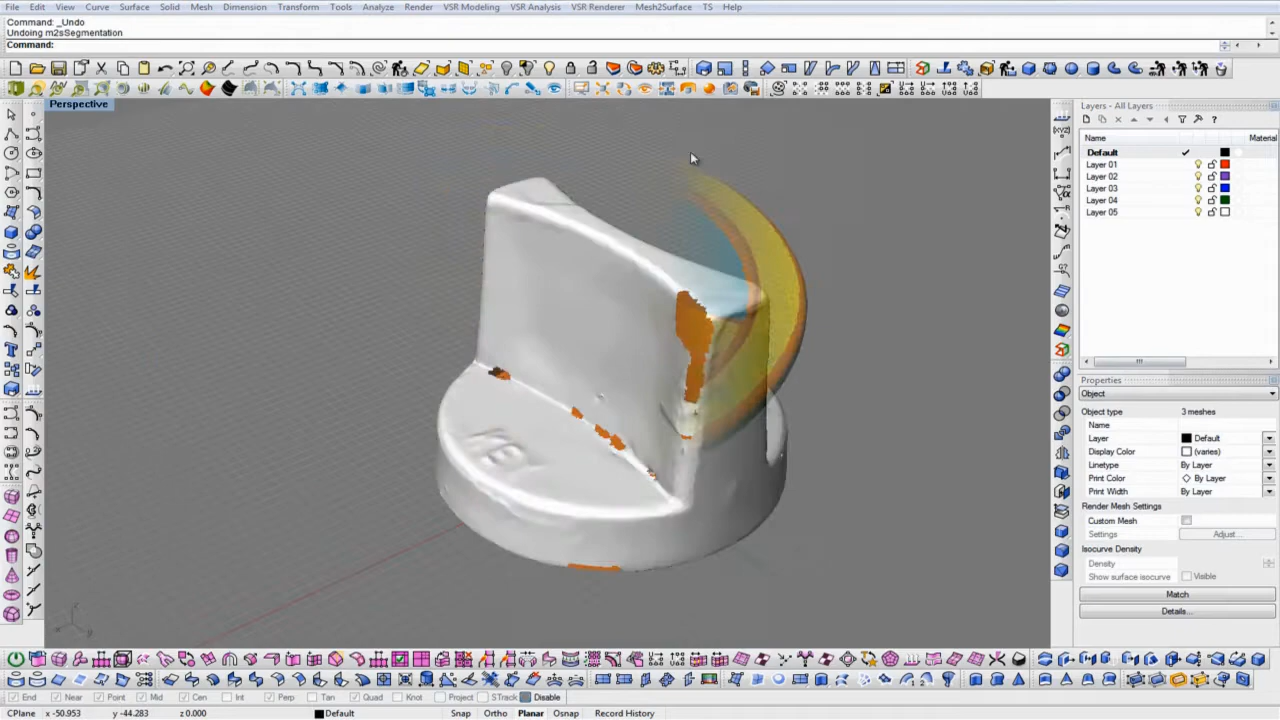 File Edit View Curve Surface Solid Mesh Dimension Transform Tools Analyze Render VSR Modeling VSR Analysis VSR Renderer Mesh2Surface TS Help
Command: _Undo
Undoing m2sSegmentation
Command:
Perspective
Layers - All Layers
Name Material
Default
Layer 01
Layer 02
Layer 03
Layer 04
Layer 05
Properties
Object
Object type 3 meshes
Name
Layer Default
Display Color (varies)
Linetype By Layer
Print Color By Layer
Print Width By Layer
Render Mesh Settings
Custom Mesh
Settings Adjust...
Isocurve Density
Density
Show surface isocurve Visible
Match
Details...
End Near Point Mid Cen Int Perp Tan Quad Knot Project STrack Disable
CPlane x -50.953 y -44.283 z 0.000 Default Snap Ortho Planar Osnap Record History